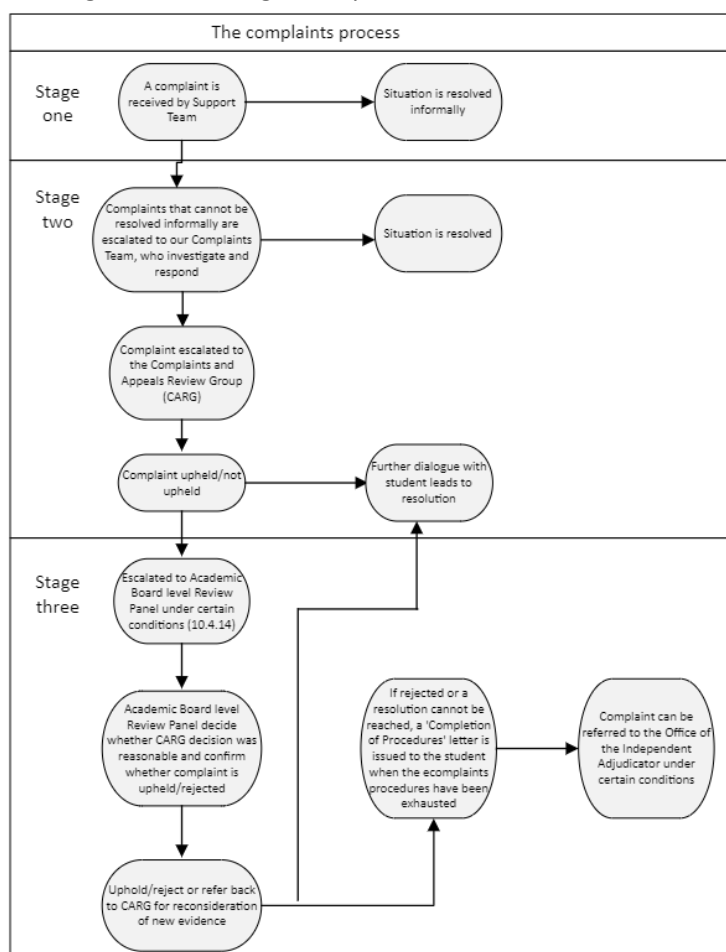 The complaints process
Stage
one
A complaint is
received by Support
Team
Situation is resolved
informally
Stage
two
Complaints that cannot be
resolved informally are
escalated to our Complaints
Team, who investigate and
respond
Situation is resolved
Complaint escalated to
the Complaints and
Appeals Review Group
(CARG)
Complaint upheld/not
upheld
Further dialogue with
student leads to
resolution
Stage
three
Escalated to Academic
Board level Review
Panel under certain
conditions (10.4.14)
Academic Board level
Review Panel decide
whether CARG decision was
reasonable and confirm
whether complaint is
upheld/rejected
If rejected or a
resolution cannot be
reached, a 'Completion
of Procedures' letter is
issued to the student
when the ecomplaints
procedures have been
exhausted
Complaint can be
referred to the Office of
the Independent
Adjudicator under
certain conditions
Uphold/reject or refer back
to CARG for reconsideration
of new evidence